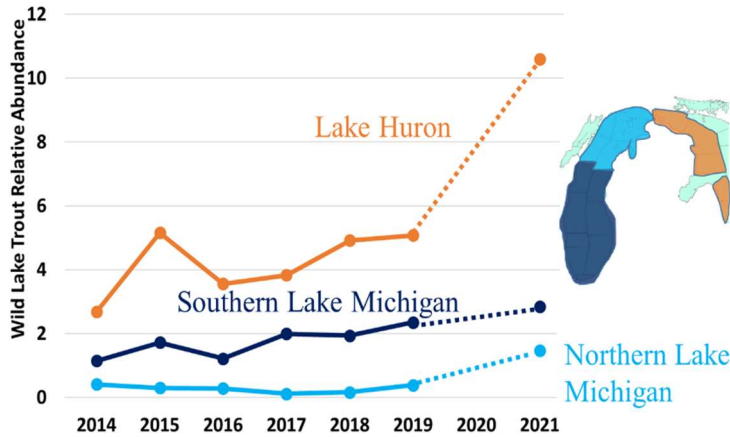 Wild Lake Trout Relative Abundance
12
10
8
6
4
2
0
Lake Huron
Southern Lake Michigan
Northern Lake
Michigan
2014 2015 2016 2017 2018 2019 2020 2021